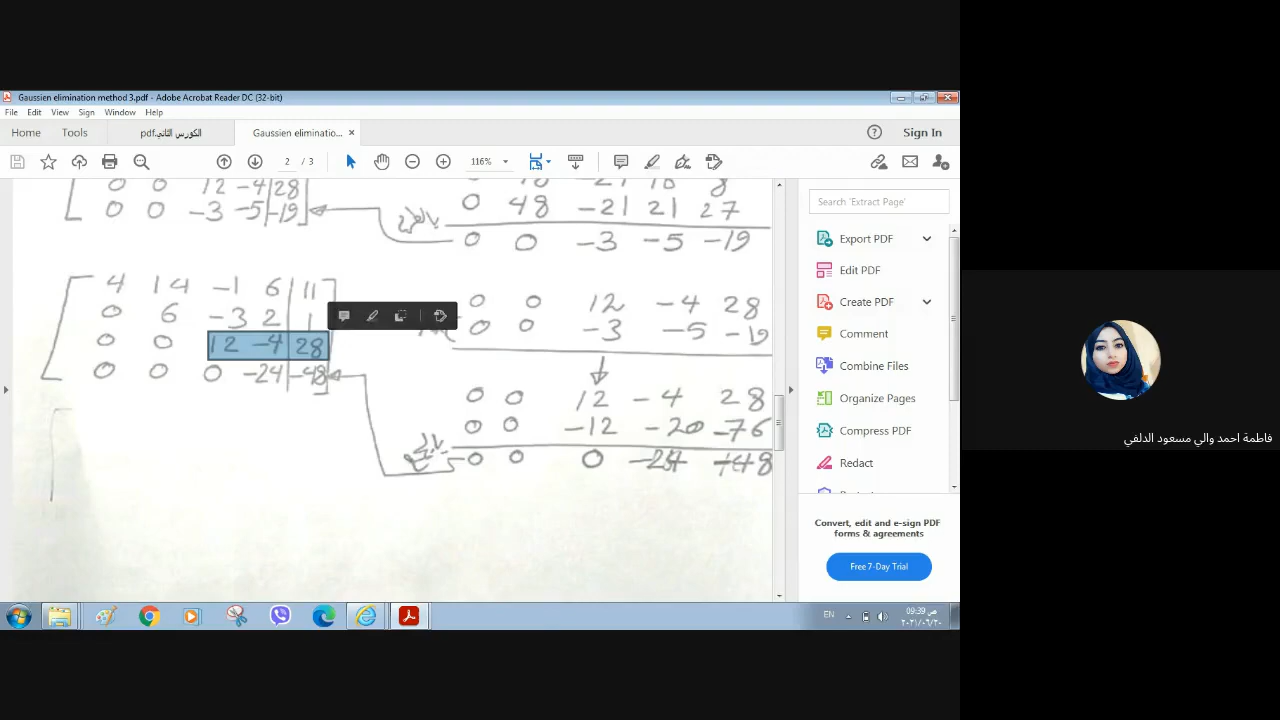 Gaussien elimination method 3.pdf - Adobe Acrobat Reader DC (32-bit)
File Edit View Sign Window Help
Home Tools الكورس الثاني.pdf Gaussien eliminatio... × Sign In
2 / 3 116%
0 0 12 -4 28
0 0 -3 -5 -19
0 48 -21 21 27
0 0 -3 -5 -19
4 14 -1 6 11
0 6 -3 2 1
0 0 12 -4 28
0 0 0 -24 -48
0 0 12 -4 28
0 0 -3 -5 -19
0 0 12 -4 28
0 0 -12 -20 -76
0 0 0 -24 -48
Search 'Extract Page'
Export PDF
Edit PDF
Create PDF
Comment
Combine Files
Organize Pages
Compress PDF
Redact
Convert, edit and e-sign PDF
forms & agreements
Free 7-Day Trial
EN
09:39 ص
٢٠٢١/٠٦/٢٠
فاطمة احمد والي مسعود الدلفي